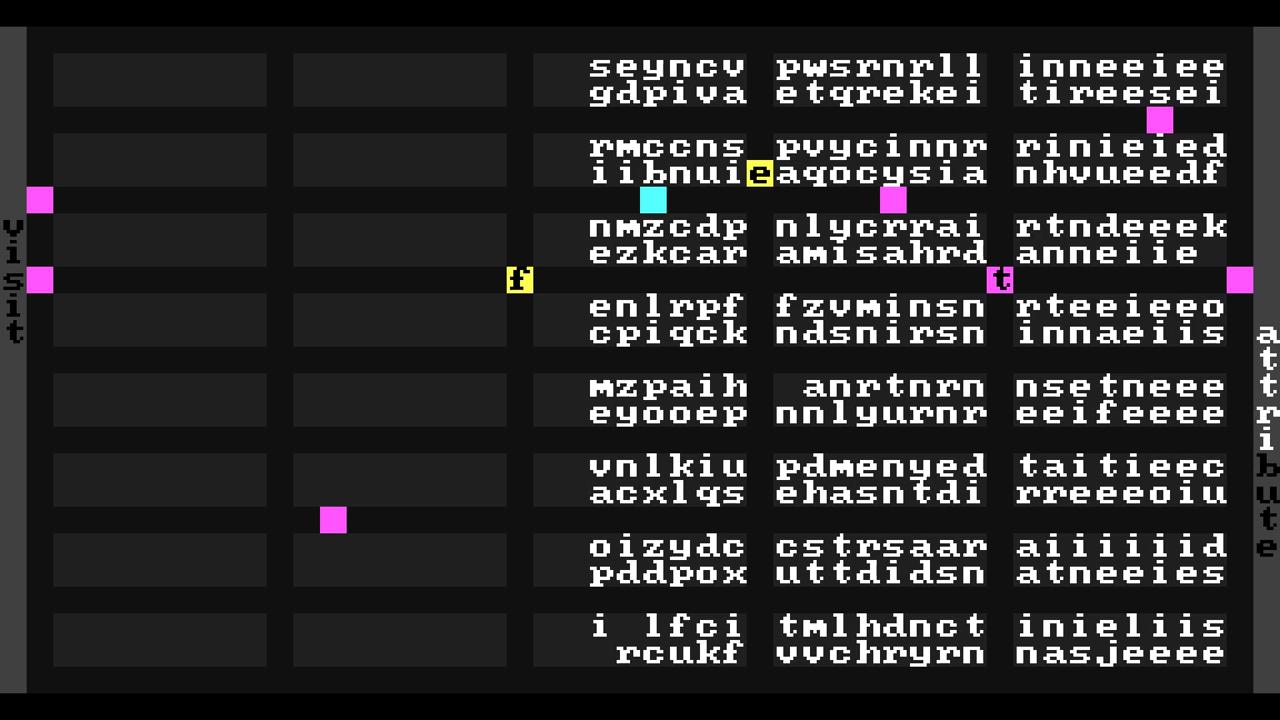 seyncv pwsrnrll inneeiee
gdpiva etqrekei tireesei
rmccns pvycinnr rinieied
iibnui e aqocysia nhvueedf
nmzcdp nlycrrai rtndeeek
visit
ezkcar amisahrd anneiie
f t
enlrpf fzvminsn rteeieeo
cpiqck ndsnirsn innaeiis
attribute
mzpaih anrtnrn nsetneee
eyooep nnlyurnr eeifeeee
vnlkiu pdmenyed taitieec
acxlqs ehasntdi rreeeoiu
oizydc cstrsaar aiiiiiid
pddpox uttdidsn atneeies
i lfci tmlhdnct inieliis
rcukf vvchryrn nasjeeee